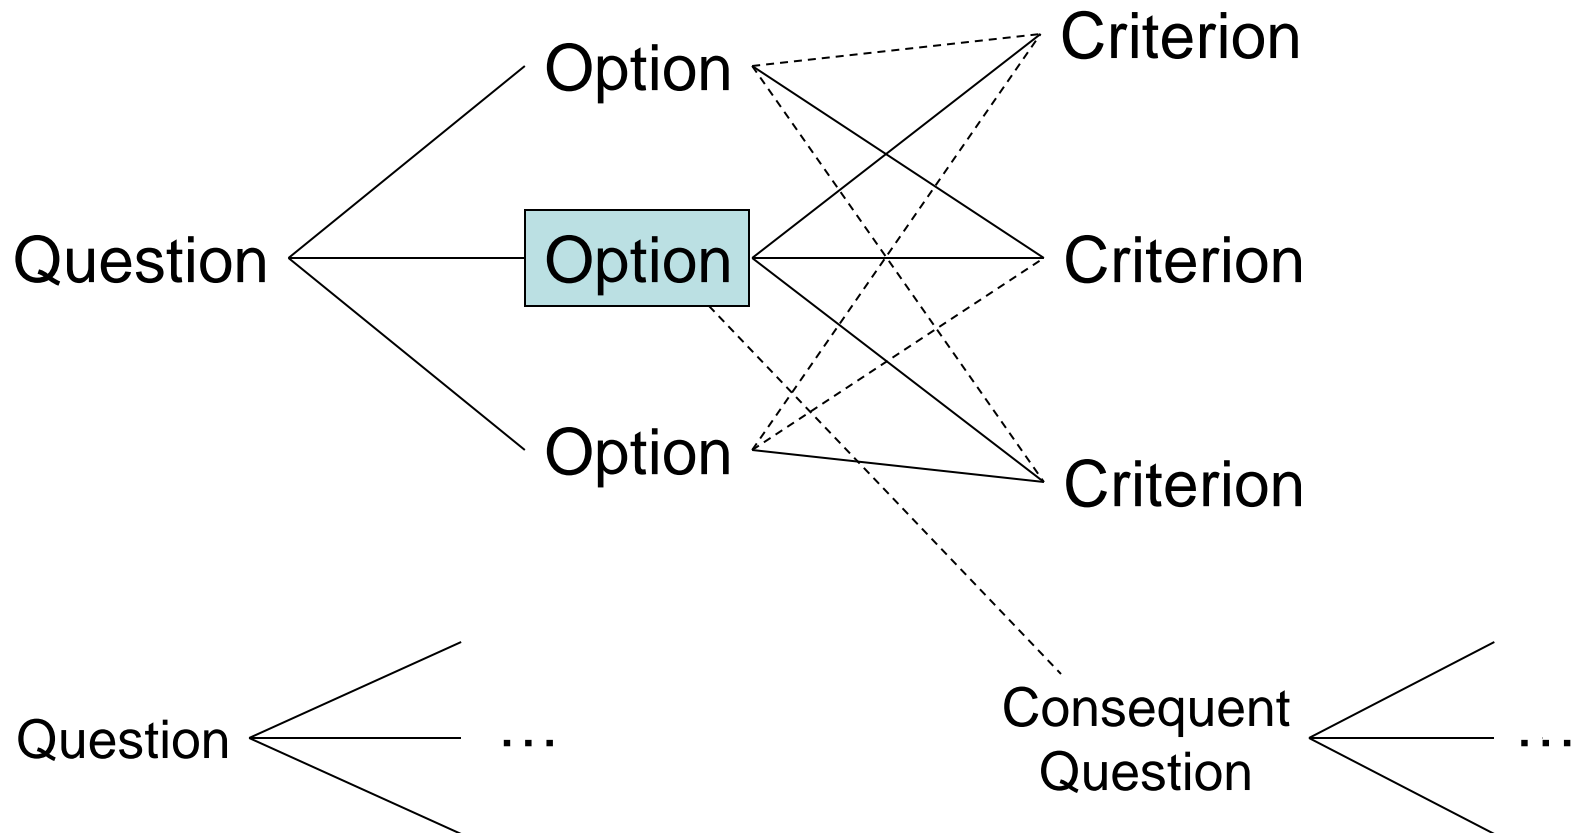 Question
Option
Option
Option
Criterion
Criterion
Criterion
Question
...
Consequent
Question
...